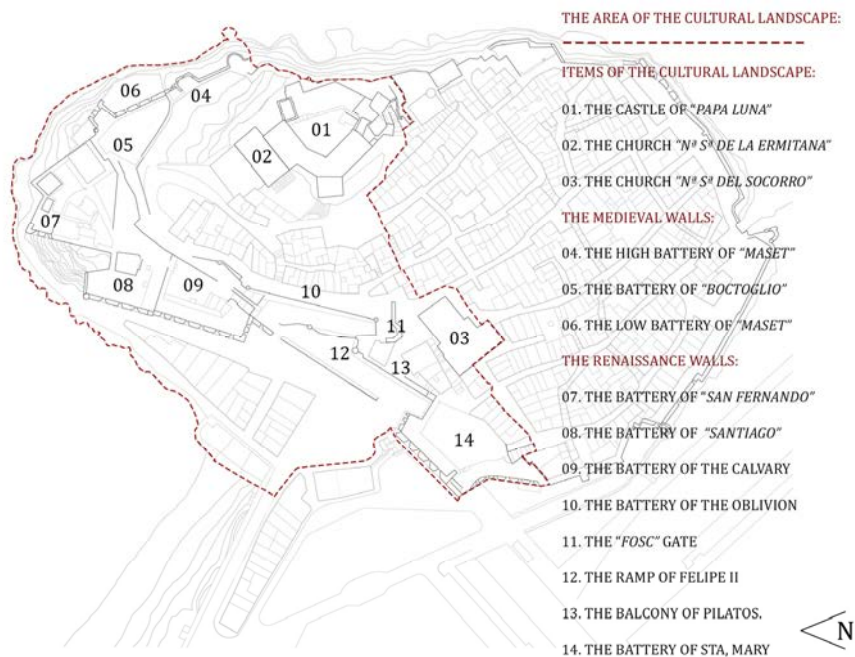 THE AREA OF THE CULTURAL LANDSCAPE:
ITEMS OF THE CULTURAL LANDSCAPE:
01. THE CASTLE OF "PAPA LUNA"
02. THE CHURCH "Nª Sª DE LA ERMITANA"
03. THE CHURCH "Nª Sª DEL SOCORRO"
THE MEDIEVAL WALLS:
04. THE HIGH BATTERY OF "MASET"
05. THE BATTERY OF "BOCTOGLIO"
06. THE LOW BATTERY OF "MASET"
THE RENAISSANCE WALLS:
07. THE BATTERY OF "SAN FERNANDO"
08. THE BATTERY OF "SANTIAGO"
09. THE BATTERY OF THE CALVARY
10. THE BATTERY OF THE OBLIVION
11. THE "FOSC" GATE
12. THE RAMP OF FELIPE II
13. THE BALCONY OF PILATOS.
14. THE BATTERY OF STA, MARY
06
04
01
05
02
07
08
09
10
11
03
12
13
14
N